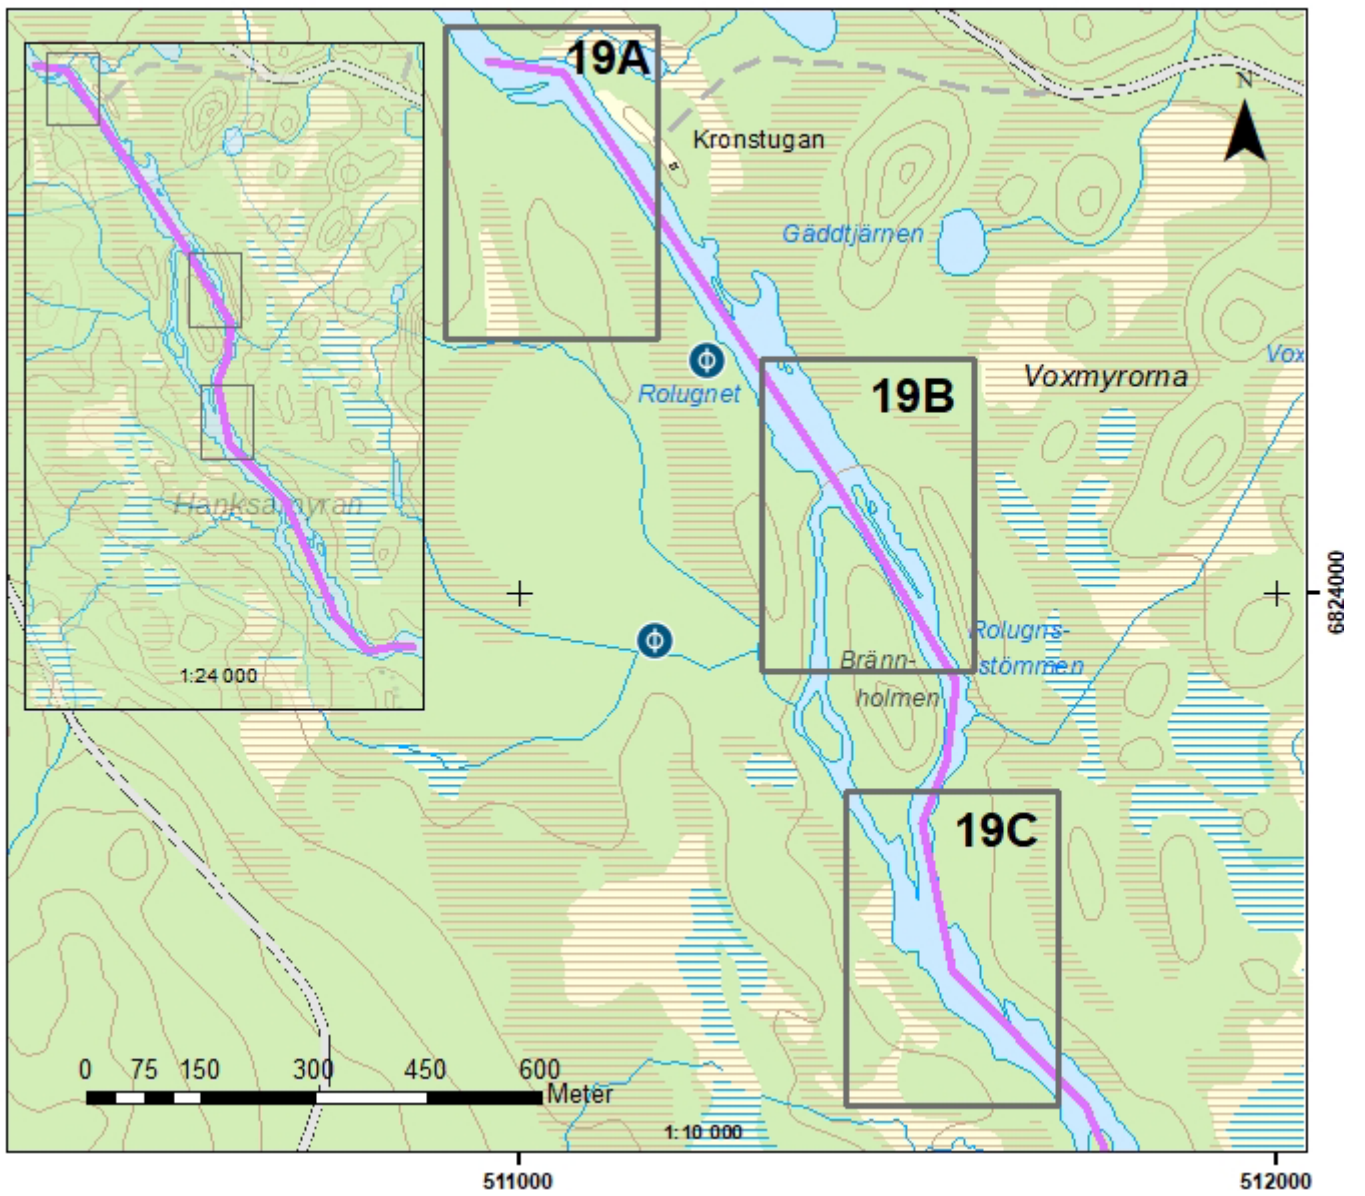 19A
N
Kronstugan
Gäddtjärnen
Vox
Voxmyrorna
Rolugnet
19B
Hanksamyran
6824000
Rolugns-
stömmen
Bränn-
holmen
1:24 000
19C
0 75 150 300 450 600
Meter
1:10 000
511000
512000